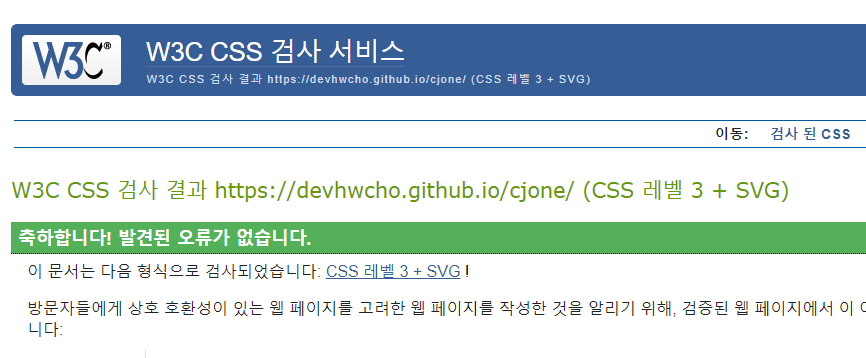 W3C®
W3C CSS 검사 서비스
W3C CSS 검사 결과 https://devhwcho.github.io/cjone/ (CSS 레벨 3 + SVG)
이동: 검사 된 CSS
W3C CSS 검사 결과 https://devhwcho.github.io/cjone/ (CSS 레벨 3 + SVG)
축하합니다! 발견된 오류가 없습니다.
이 문서는 다음 형식으로 검사되었습니다: CSS 레벨 3 + SVG !
방문자들에게 상호 호환성이 있는 웹 페이지를 고려한 웹 페이지를 작성한 것을 알리기 위해, 검증된 웹 페이지에서 이
니다: